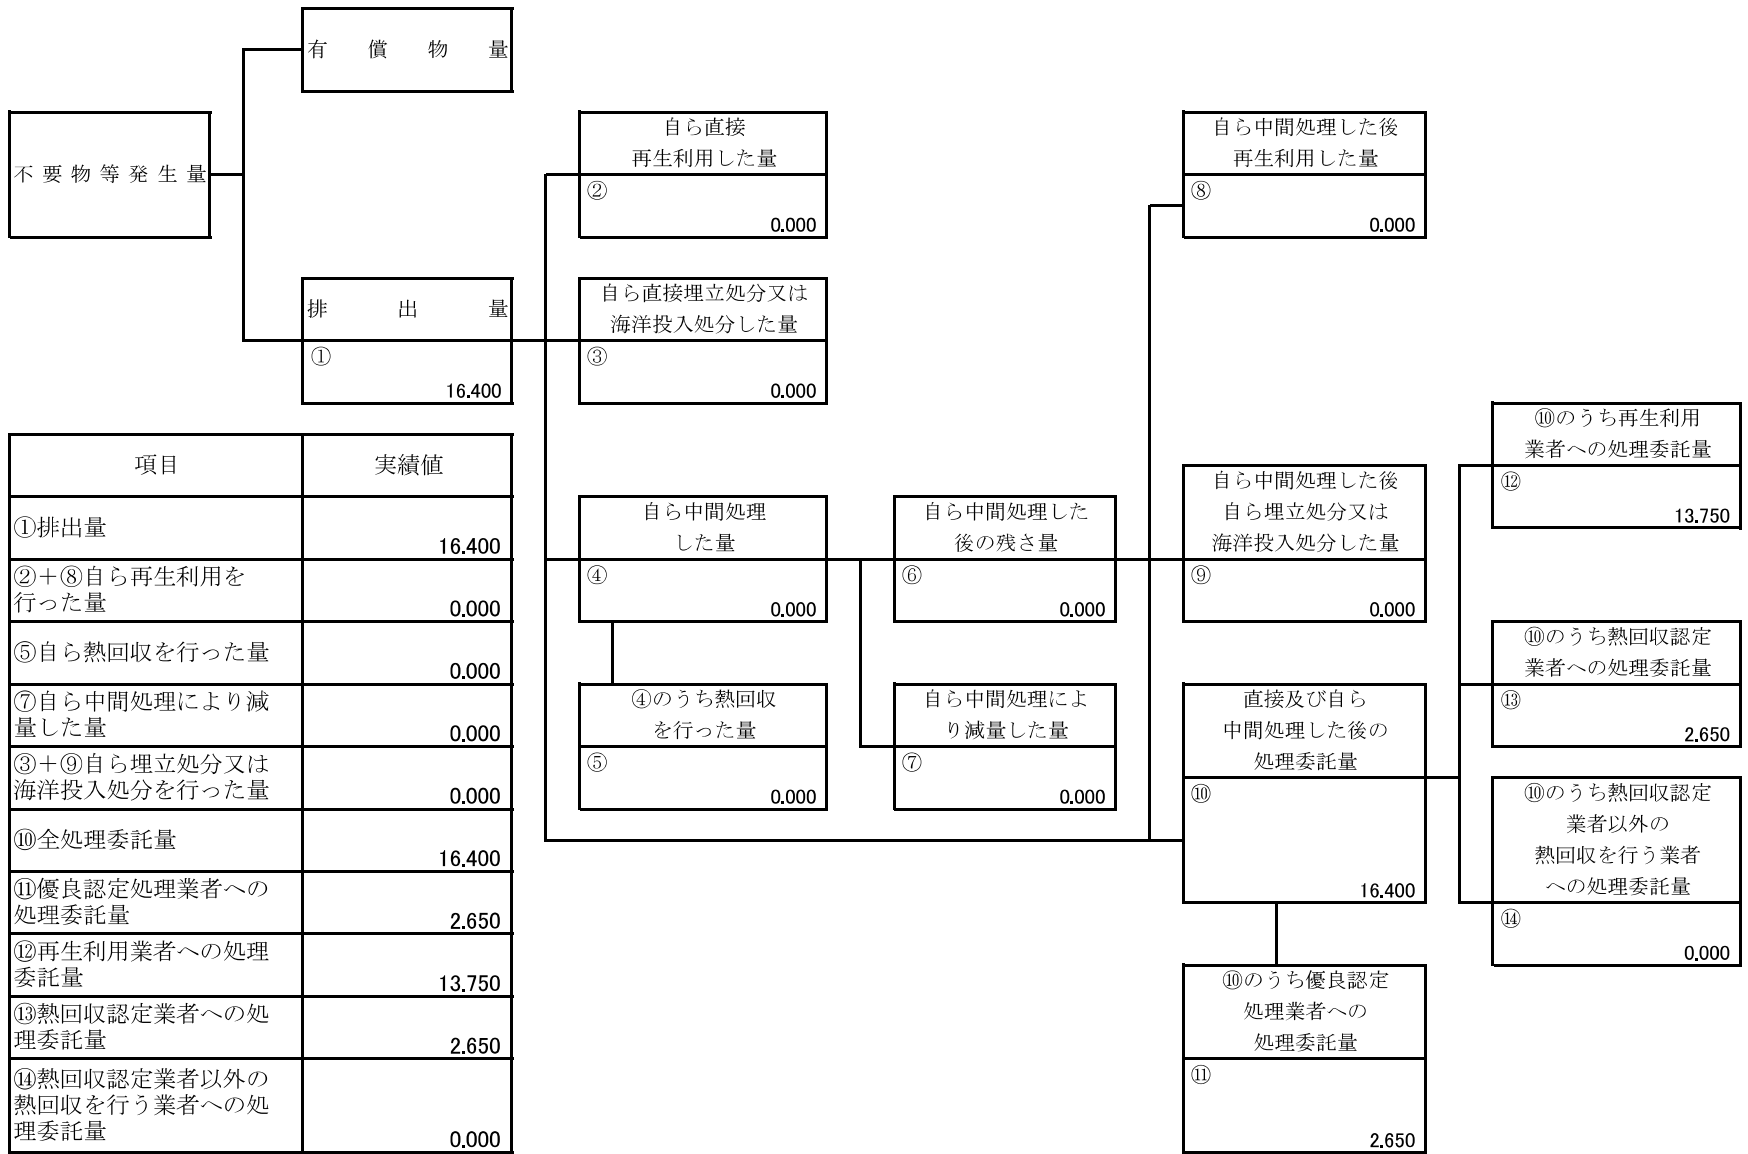 有償物量
不要物等発生量
自ら直接
再生利用した量
②
0.000
自ら中間処理した後
再生利用した量
⑧
0.000
排出量
①
16.400
自ら直接埋立処分又は
海洋投入処分した量
③
0.000
項目 実績値
①排出量
16.400
②＋⑧自ら再生利用を
行った量
0.000
⑤自ら熱回収を行った量
0.000
⑦自ら中間処理により減
量した量
0.000
③＋⑨自ら埋立処分又は
海洋投入処分を行った量
0.000
⑩全処理委託量
16.400
⑪優良認定処理業者への
処理委託量
2.650
⑫再生利用業者への処理
委託量
13.750
⑬熱回収認定業者への処
理委託量
2.650
⑭熱回収認定業者以外の
熱回収を行う業者への処
理委託量
0.000
自ら中間処理
した量
④
0.000
④のうち熱回収
を行った量
⑤
0.000
自ら中間処理した
後の残さ量
⑥
0.000
自ら中間処理によ
り減量した量
⑦
0.000
自ら中間処理した後
自ら埋立処分又は
海洋投入処分した量
⑨
0.000
直接及び自ら
中間処理した後の
処理委託量
⑩
16.400
⑩のうち優良認定
処理業者への
処理委託量
⑪
2.650
⑩のうち再生利用
業者への処理委託量
⑫
13.750
⑩のうち熱回収認定
業者への処理委託量
⑬
2.650
⑩のうち熱回収認定
業者以外の
熱回収を行う業者
への処理委託量
⑭
0.000